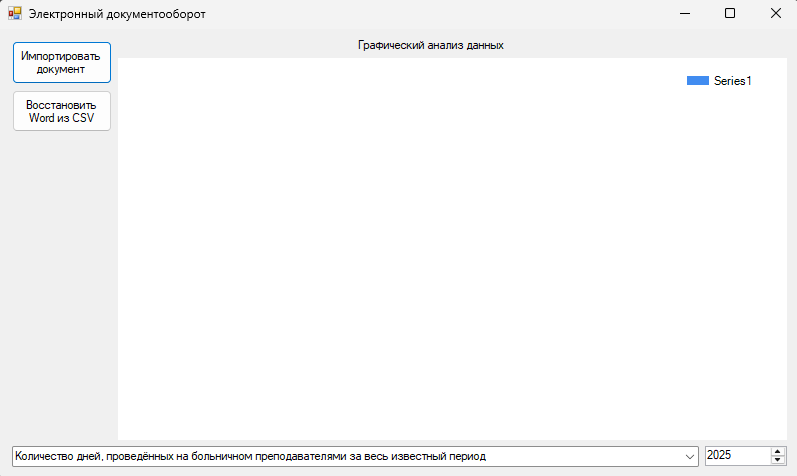 Электронный документооборот
Графический анализ данных
Импортировать
документ
Series1
Восстановить
Word из CSV
Количество дней, проведённых на больничном преподавателями за весь известный период
2025